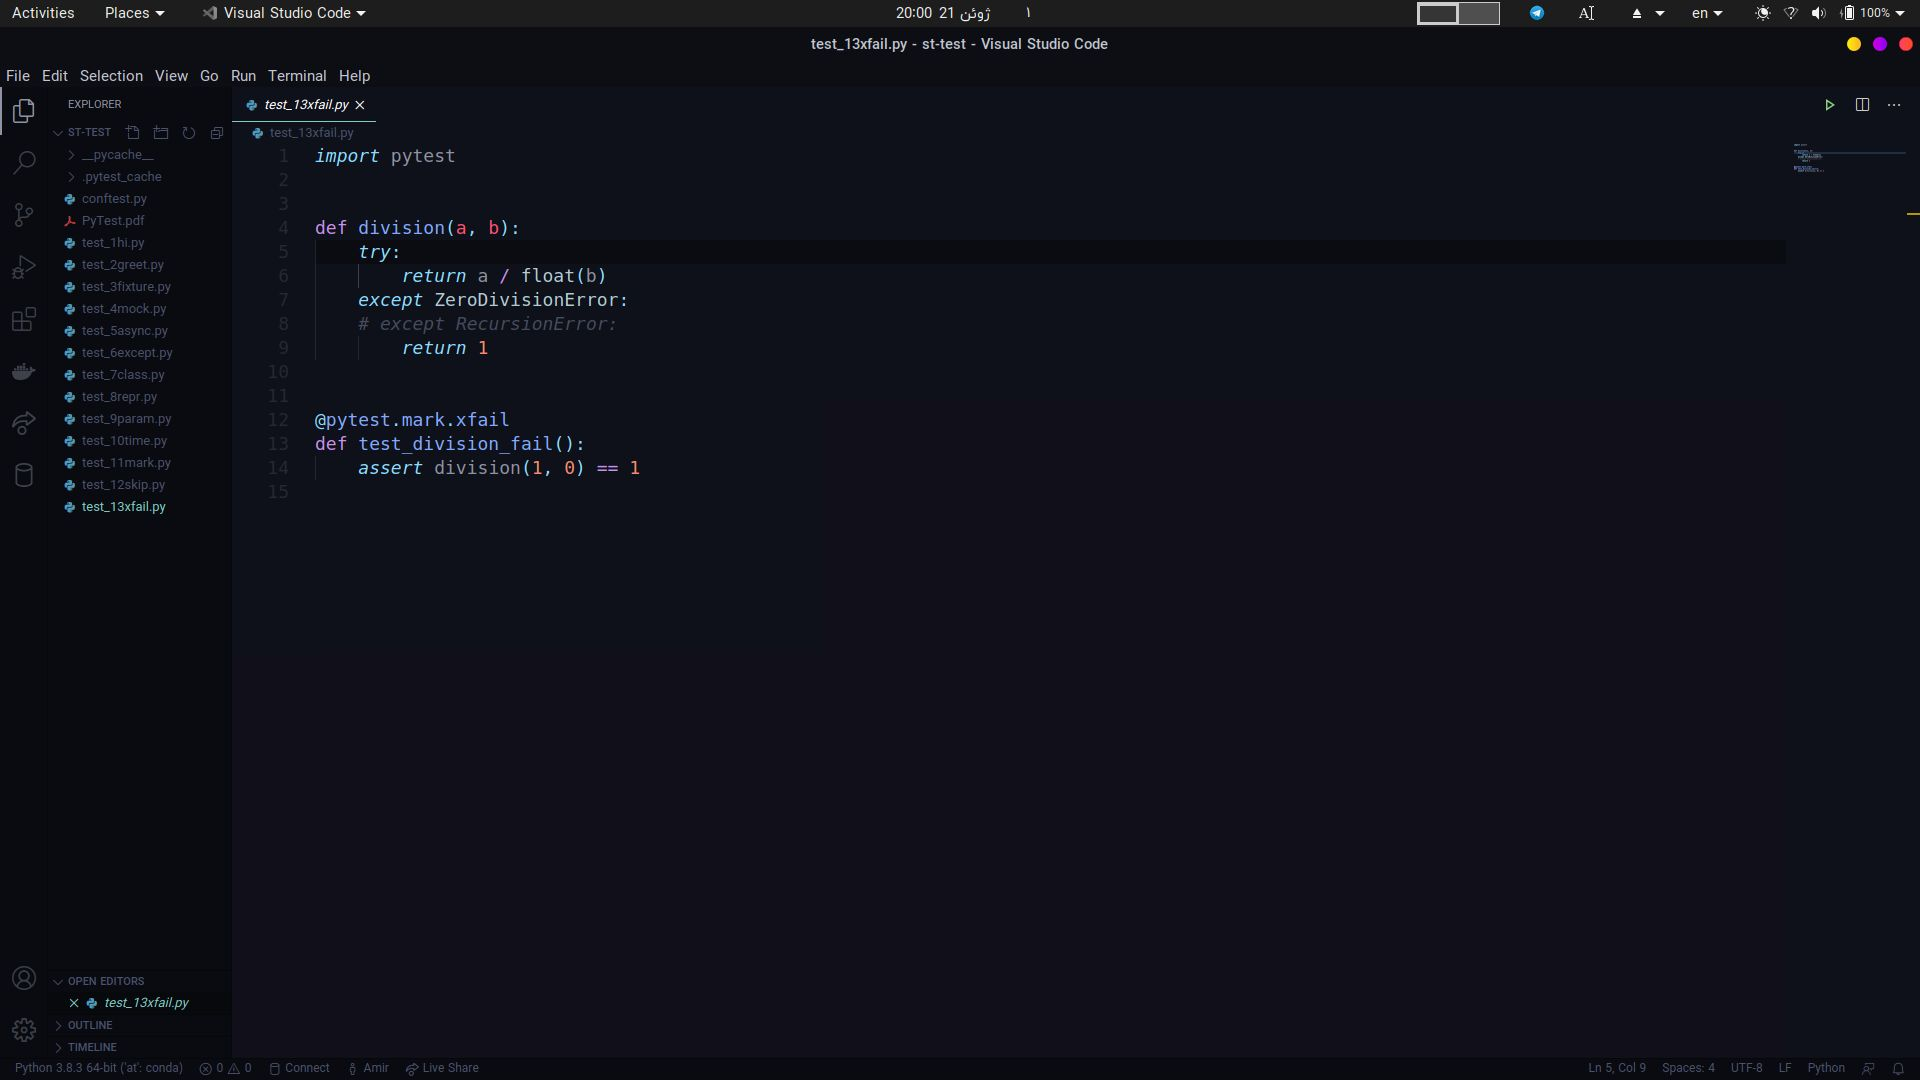 Activities Places Visual Studio Code 20:00 21 ژوئن ۱ en 100%
test_13xfail.py - st-test - Visual Studio Code
File Edit Selection View Go Run Terminal Help
EXPLORER
ST-TEST
__pycache__
.pytest_cache
conftest.py
PyTest.pdf
test_1hi.py
test_2greet.py
test_3fixture.py
test_4mock.py
test_5async.py
test_6except.py
test_7class.py
test_8repr.py
test_9param.py
test_10time.py
test_11mark.py
test_12skip.py
test_13xfail.py
OPEN EDITORS
test_13xfail.py
OUTLINE
TIMELINE
test_13xfail.py
test_13xfail.py
1 import pytest
2
3
4 def division(a, b):
5     try:
6         return a / float(b)
7     except ZeroDivisionError:
8     # except RecursionError:
9         return 1
10
11
12 @pytest.mark.xfail
13 def test_division_fail():
14     assert division(1, 0) == 1
15
Python 3.8.3 64-bit ('at': conda) 0 0 Connect Amir Live Share Ln 5, Col 9 Spaces: 4 UTF-8 LF Python